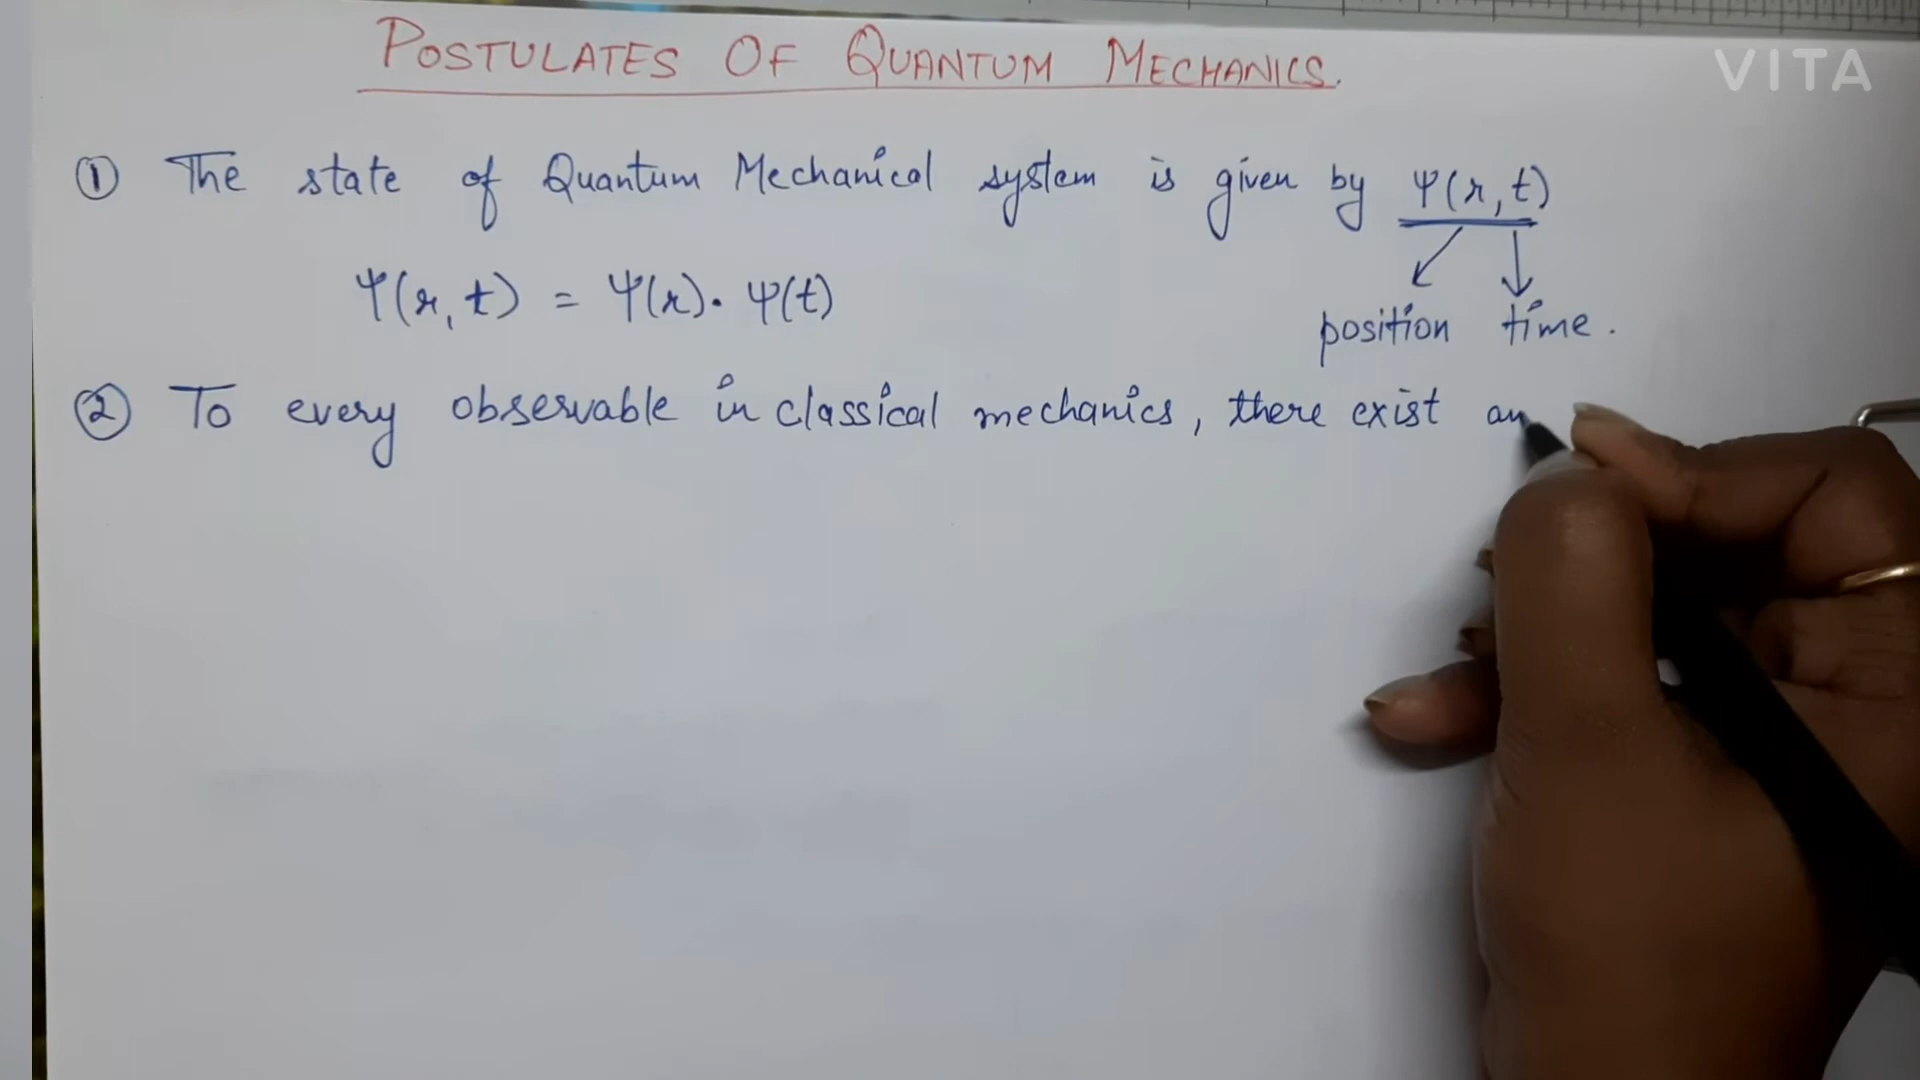 POSTULATES OF QUANTUM MECHANICS.
VITA
① The state of Quantum Mechanical system is given by Ψ(r,t)
Ψ(r,t) = Ψ(r). Ψ(t)
position time.
② To every observable in classical mechanics, there exist an